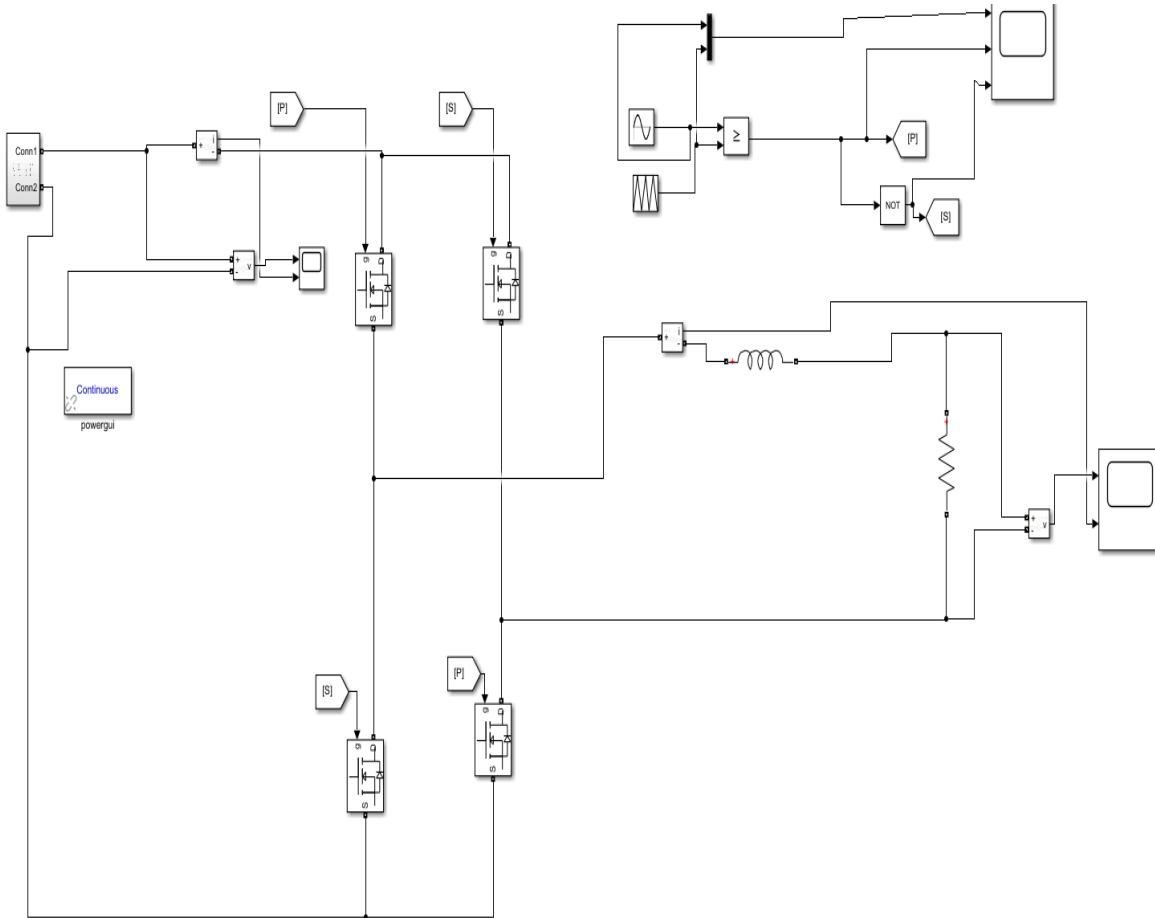 [P]
[S]
Conn1
Conn2
+
i
-
+
-
v
g
D
S
g
D
S
Continuous
powergui
≥
[P]
NOT
[S]
+
i
-
+
+
+
-
v
[S]
[P]
g
D
S
g
D
S